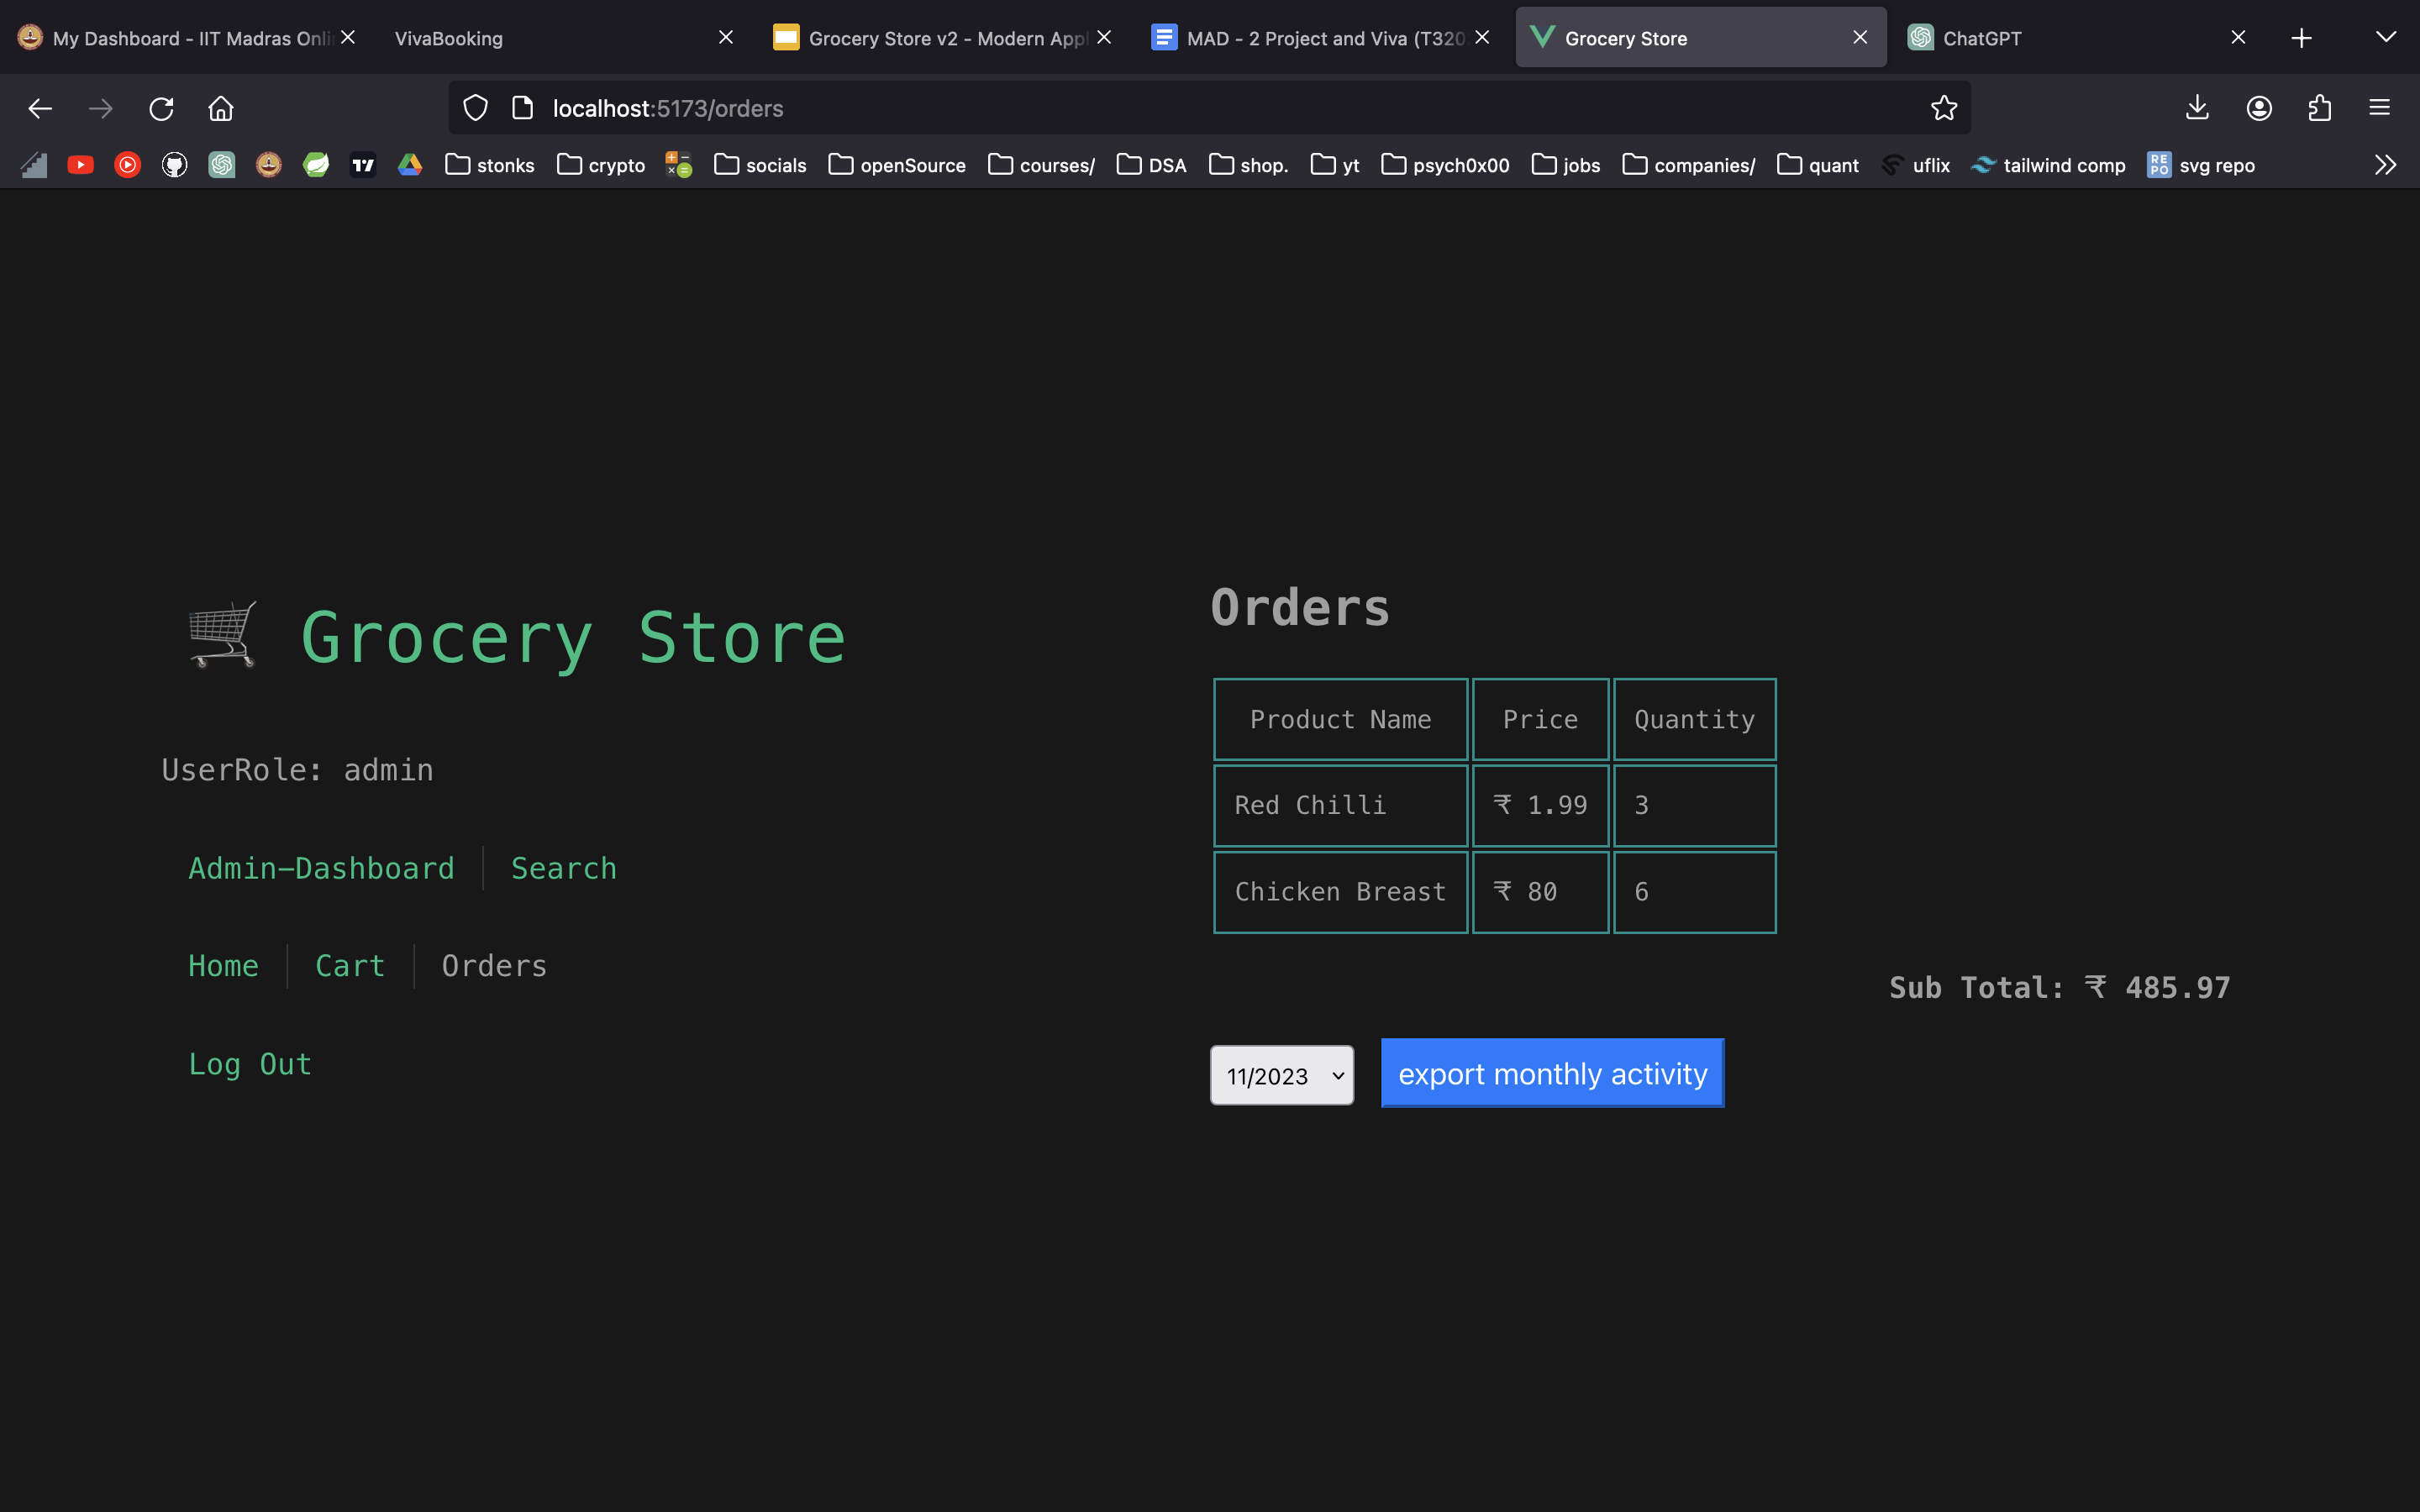 My Dashboard - IIT Madras Onli
VivaBooking
Grocery Store v2 - Modern Appl
MAD - 2 Project and Viva (T320
Grocery Store
ChatGPT
localhost:5173/orders
stonks
crypto
socials
openSource
courses/
DSA
shop.
yt
psych0x00
jobs
companies/
quant
uflix
tailwind comp
RE
PO
svg repo
Grocery Store
UserRole: admin
Admin-Dashboard
Search
Home
Cart
Orders
Log Out
Orders
Product Name Price Quantity
Red Chilli ₹ 1.99 3
Chicken Breast ₹ 80 6
Sub Total: ₹ 485.97
11/2023
export monthly activity